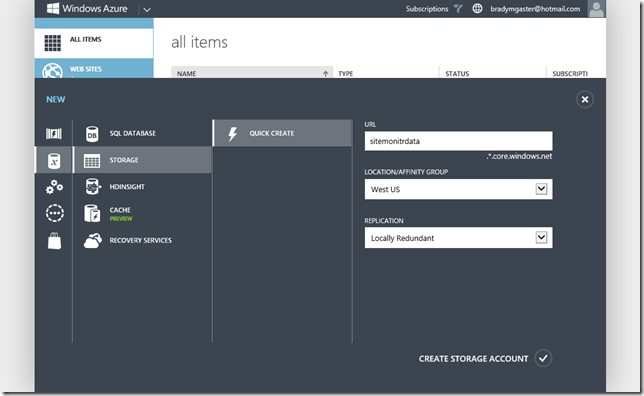 Windows Azure
Subscriptions
bradymgaster@hotmail.com
ALL ITEMS
WEB SITES
all items
NAME
TYPE
STATUS
SUBSCRIPTI
NEW
SQL DATABASE
DB
STORAGE
HDINSIGHT
CACHE
PREVIEW
RECOVERY SERVICES
QUICK CREATE
URL
sitemonitrdata
.*.core.windows.net
LOCATION/AFFINITY GROUP
West US
REPLICATION
Locally Redundant
CREATE STORAGE ACCOUNT